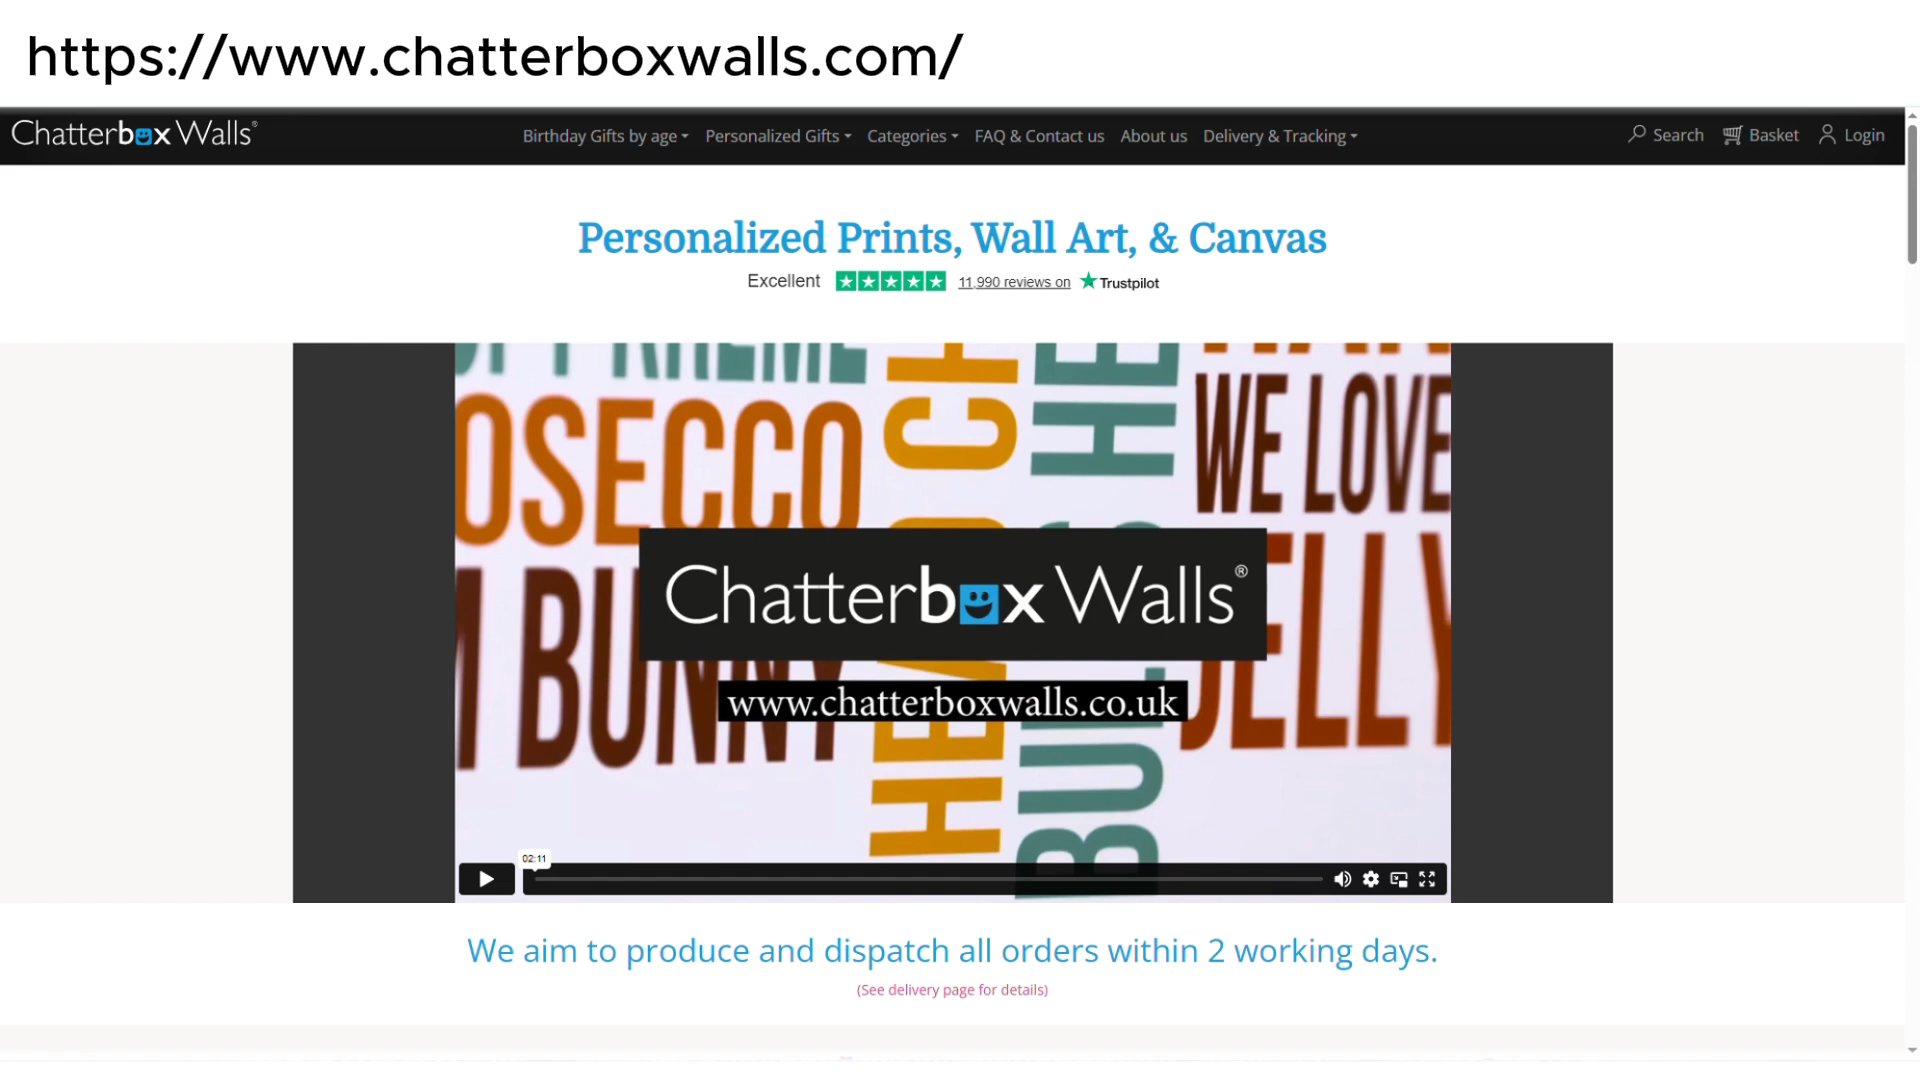 https://www.chatterboxwalls.com/
Chatterbox Walls®
Birthday Gifts by age Personalized Gifts Categories FAQ & Contact us About us Delivery & Tracking
Search Basket Login
Personalized Prints, Wall Art, & Canvas
Excellent 11,990 reviews on Trustpilot
OSECCO
WE LOVE
BUNNY
Chatterbox Walls®
www.chatterboxwalls.co.uk
02:11
We aim to produce and dispatch all orders within 2 working days.
(See delivery page for details)